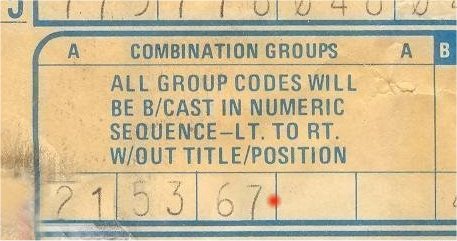 J
A COMBINATION GROUPS A B
ALL GROUP CODES WILL
BE B/CAST IN NUMERIC
SEQUENCE—LT. TO RT.
W/OUT TITLE/POSITION
21 53 67